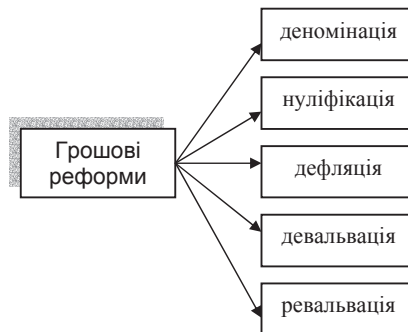 Грошові
реформи
деномінація
нуліфікація
дефляція
девальвація
ревальвація